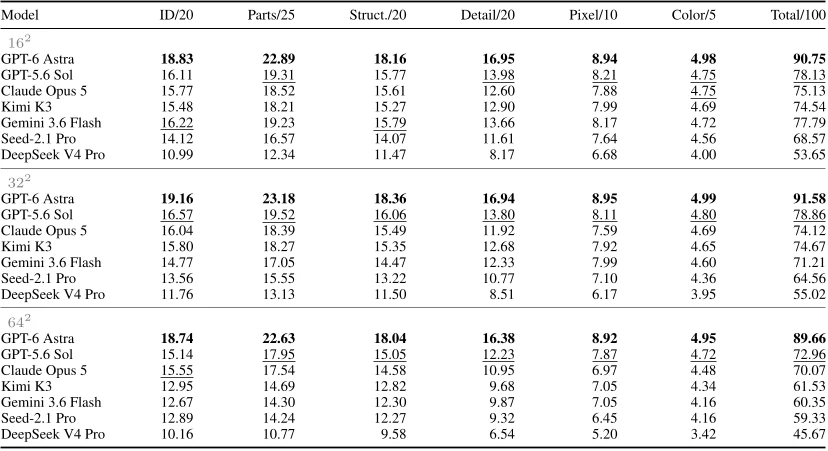 Model ID/20 Parts/25 Struct./20 Detail/20 Pixel/10 Color/5 Total/100
16²
GPT-6 Astra 18.83 22.89 18.16 16.95 8.94 4.98 90.75
GPT-5.6 Sol 16.11 19.31 15.77 13.98 8.21 4.75 78.13
Claude Opus 5 15.77 18.52 15.61 12.60 7.88 4.75 75.13
Kimi K3 15.48 18.21 15.27 12.90 7.99 4.69 74.54
Gemini 3.6 Flash 16.22 19.23 15.79 13.66 8.17 4.72 77.79
Seed-2.1 Pro 14.12 16.57 14.07 11.61 7.64 4.56 68.57
DeepSeek V4 Pro 10.99 12.34 11.47 8.17 6.68 4.00 53.65
32²
GPT-6 Astra 19.16 23.18 18.36 16.94 8.95 4.99 91.58
GPT-5.6 Sol 16.57 19.52 16.06 13.80 8.11 4.80 78.86
Claude Opus 5 16.04 18.39 15.49 11.92 7.59 4.69 74.12
Kimi K3 15.80 18.27 15.35 12.68 7.92 4.65 74.67
Gemini 3.6 Flash 14.77 17.05 14.47 12.33 7.99 4.60 71.21
Seed-2.1 Pro 13.56 15.55 13.22 10.77 7.10 4.36 64.56
DeepSeek V4 Pro 11.76 13.13 11.50 8.51 6.17 3.95 55.02
64²
GPT-6 Astra 18.74 22.63 18.04 16.38 8.92 4.95 89.66
GPT-5.6 Sol 15.14 17.95 15.05 12.23 7.87 4.72 72.96
Claude Opus 5 15.55 17.54 14.58 10.95 6.97 4.48 70.07
Kimi K3 12.95 14.69 12.82 9.68 7.05 4.34 61.53
Gemini 3.6 Flash 12.67 14.30 12.30 9.87 7.05 4.16 60.35
Seed-2.1 Pro 12.89 14.24 12.27 9.32 6.45 4.16 59.33
DeepSeek V4 Pro 10.16 10.77 9.58 6.54 5.20 3.42 45.67